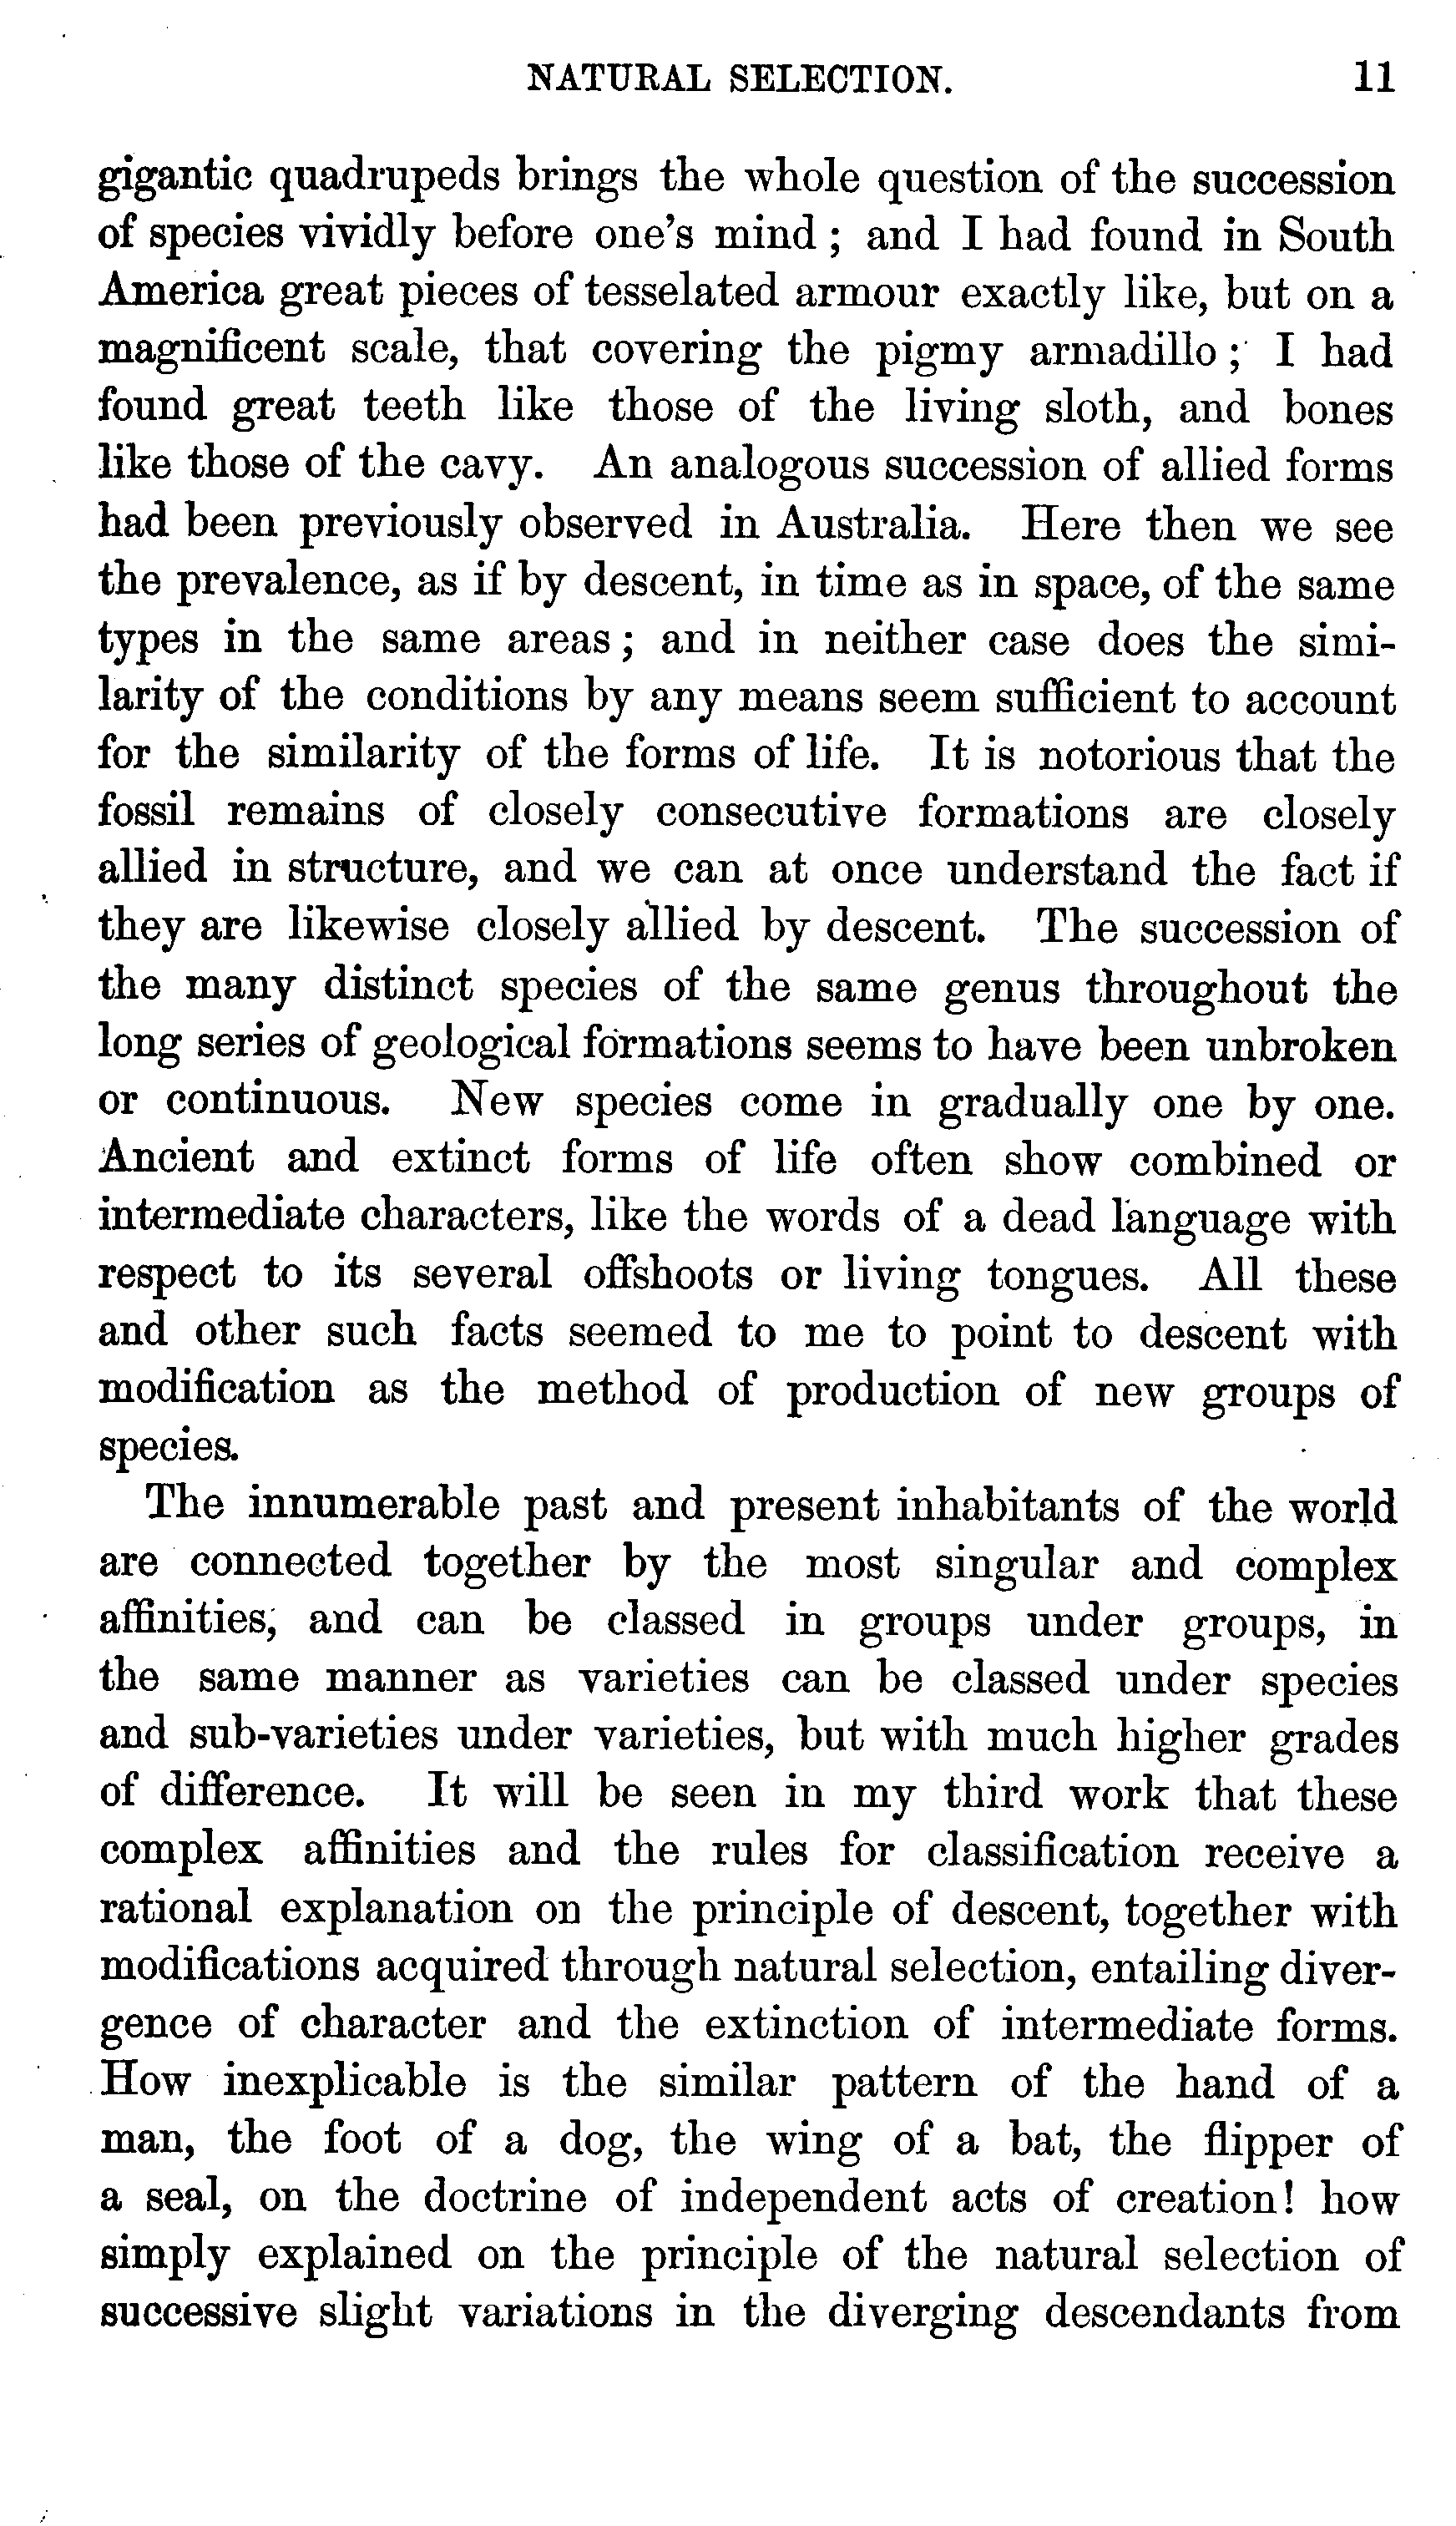 NATURAL SELECTION. 11
gigantic quadrupeds brings the whole question of the succession
of species vividly before one's mind ; and I had found in South
America great pieces of tesselated armour exactly like, but on a
magnificent scale, that covering the pigmy armadillo ; I had
found great teeth like those of the living sloth, and bones
like those of the cavy. An analogous succession of allied forms
had been previously observed in Australia. Here then we see
the prevalence, as if by descent, in time as in space, of the same
types in the same areas ; and in neither case does the simi-
larity of the conditions by any means seem sufficient to account
for the similarity of the forms of life. It is notorious that the
fossil remains of closely consecutive formations are closely
allied in structure, and we can at once understand the fact if
they are likewise closely allied by descent. The succession of
the many distinct species of the same genus throughout the
long series of geological formations seems to have been unbroken
or continuous. New species come in gradually one by one.
Ancient and extinct forms of life often show combined or
intermediate characters, like the words of a dead language with
respect to its several offshoots or living tongues. All these
and other such facts seemed to me to point to descent with
modification as the method of production of new groups of
species.
The innumerable past and present inhabitants of the world
are connected together by the most singular and complex
affinities, and can be classed in groups under groups, in
the same manner as varieties can be classed under species
and sub-varieties under varieties, but with much higher grades
of difference. It will be seen in my third work that these
complex affinities and the rules for classification receive a
rational explanation on the principle of descent, together with
modifications acquired through natural selection, entailing diver-
gence of character and the extinction of intermediate forms.
How inexplicable is the similar pattern of the hand of a
man, the foot of a dog, the wing of a bat, the flipper of
a seal, on the doctrine of independent acts of creation! how
simply explained on the principle of the natural selection of
successive slight variations in the diverging descendants from